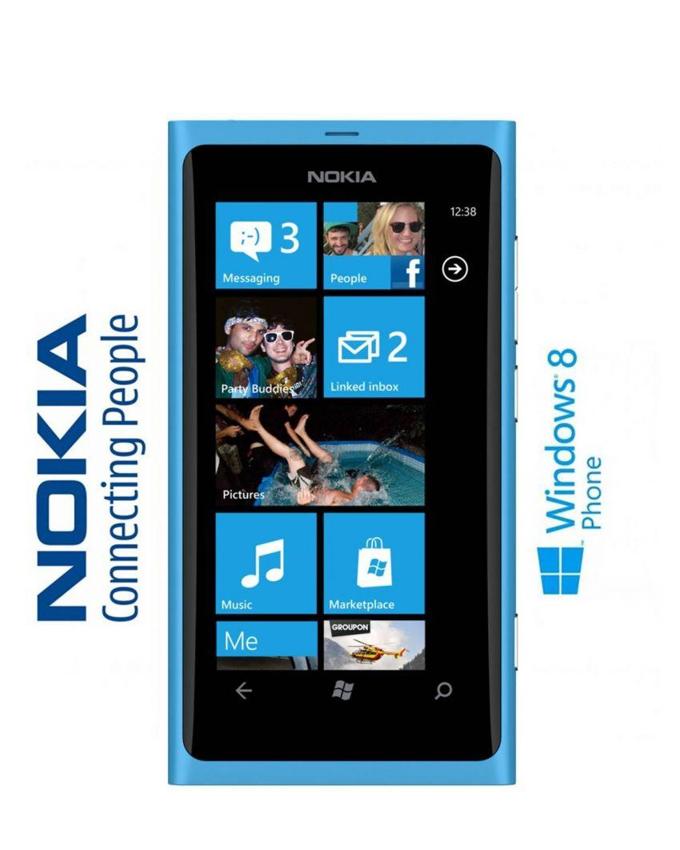 NOKIA
Connecting People
NOKIA
12:38
;-) 3
Messaging
People
f
Party Buddies
2
Linked inbox
Pictures
Music
Marketplace
Me
GROUPON
Windows® 8
Phone